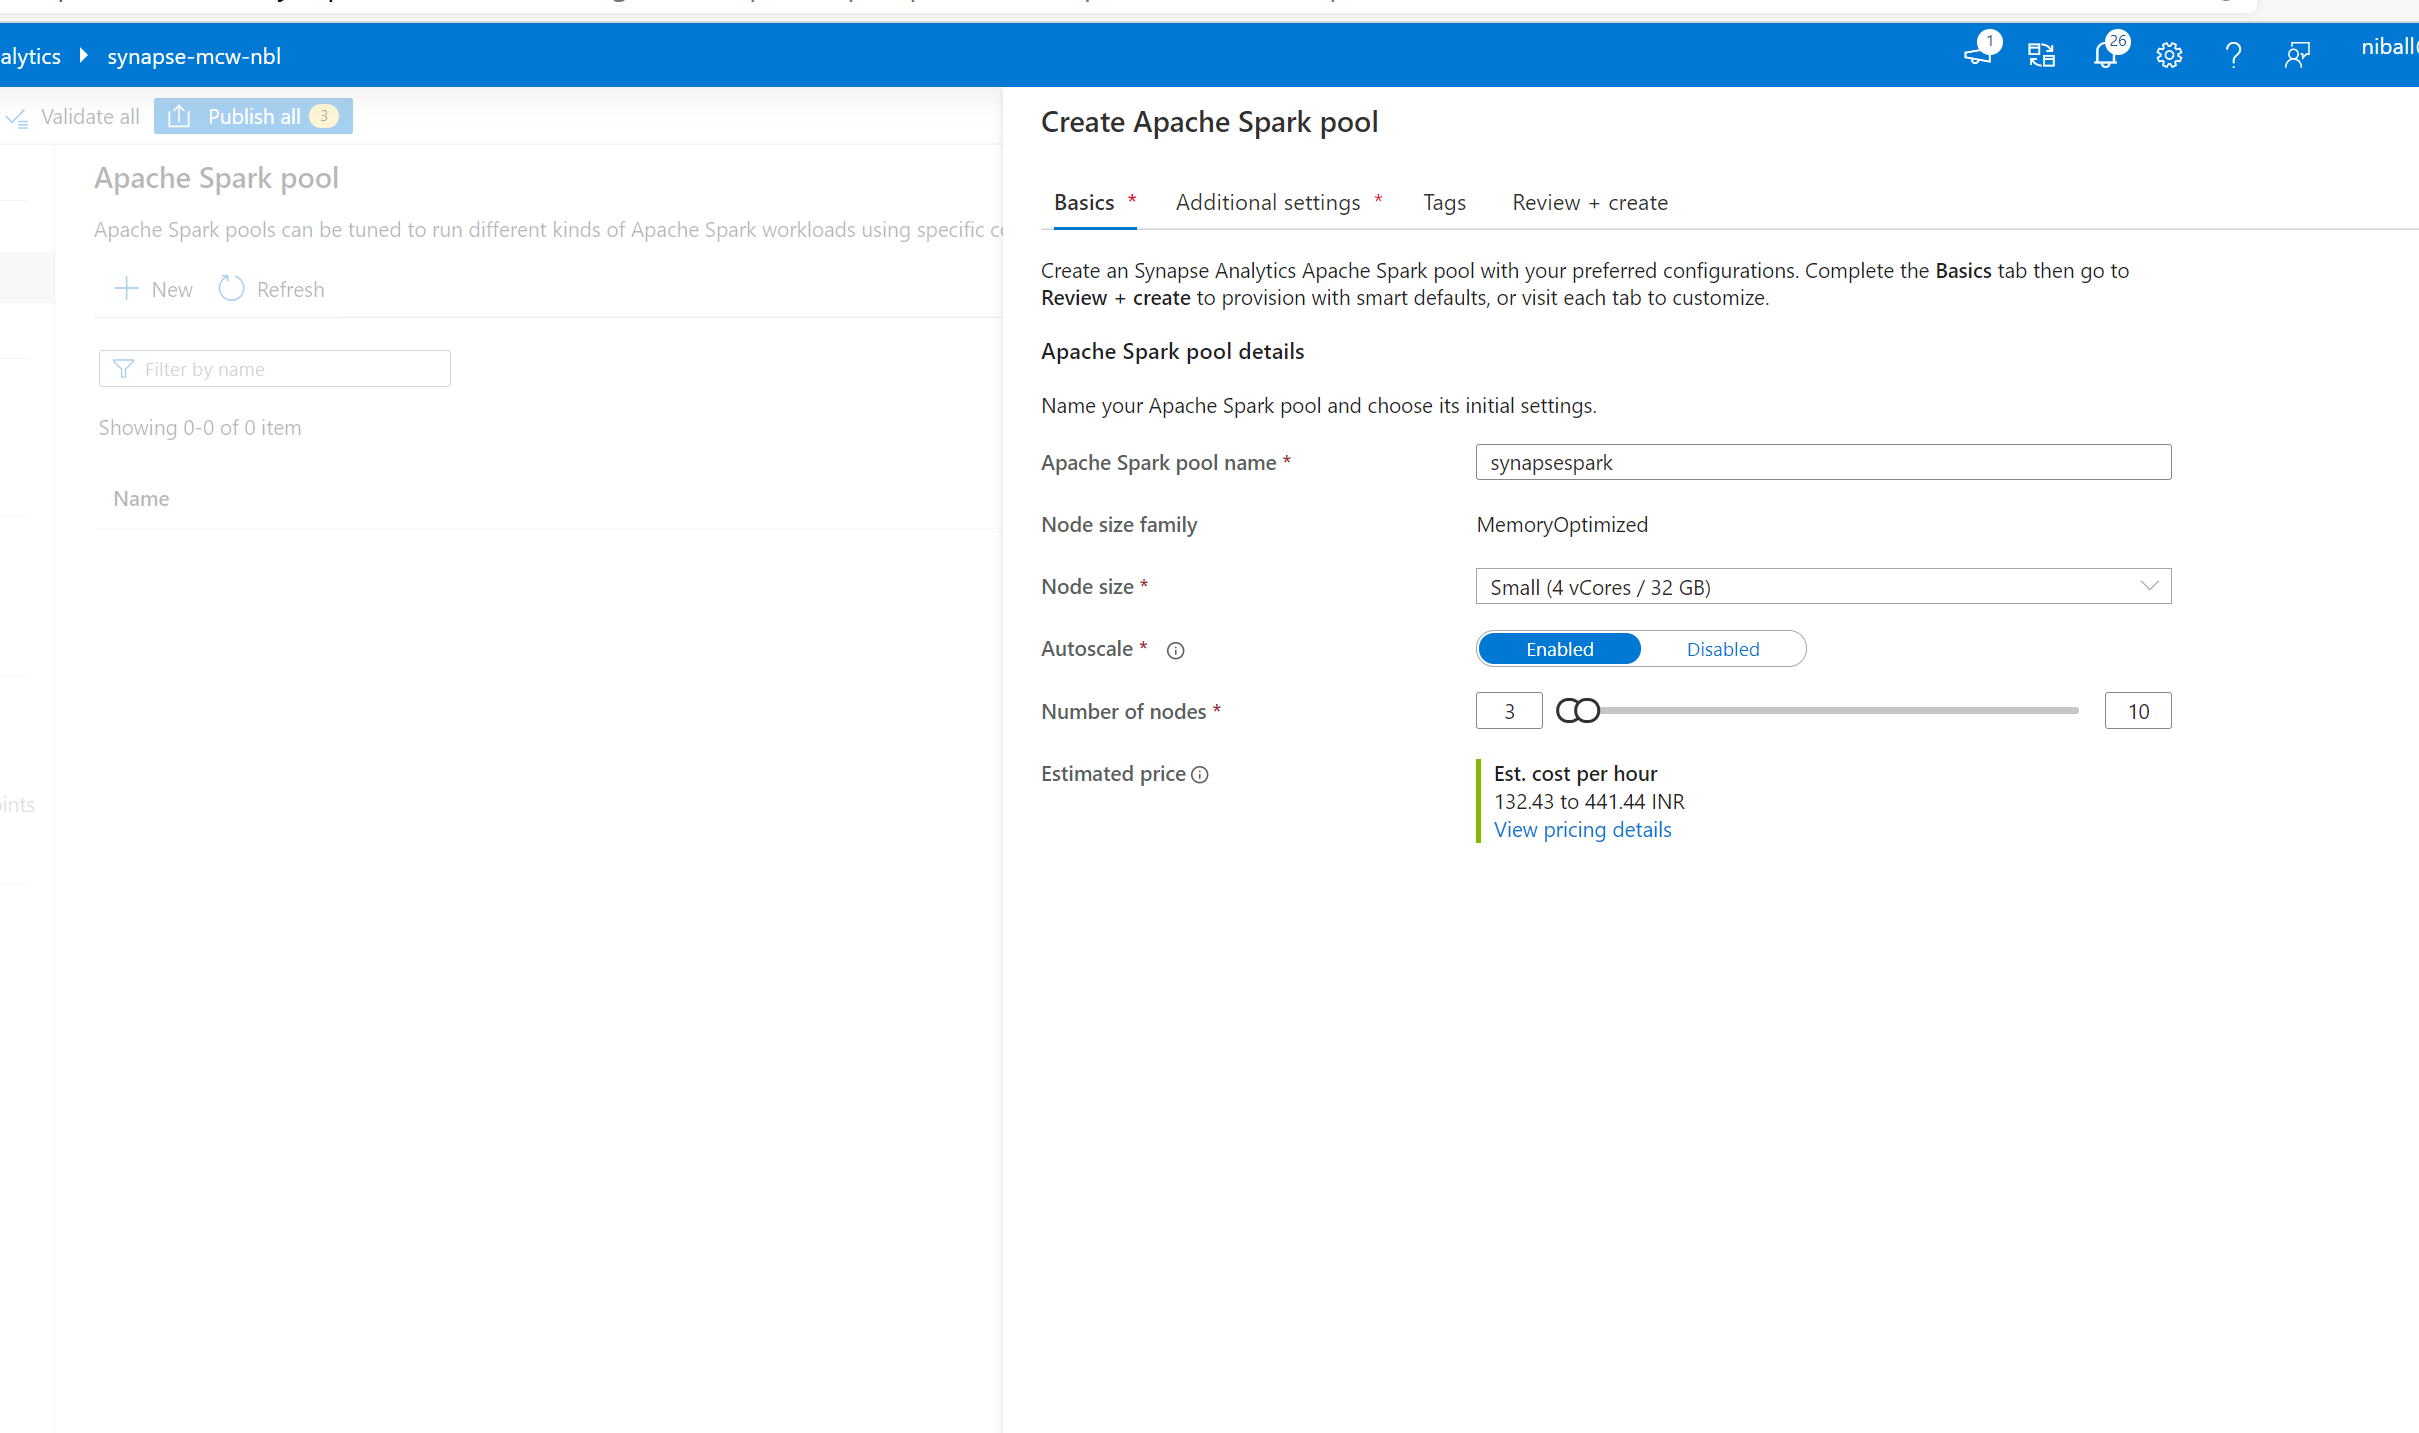 alytics synapse-mcw-nbl 1 26
Validate all Publish all 3
Apache Spark pool
Apache Spark pools can be tuned to run different kinds of Apache Spark workloads using specific
New Refresh
Filter by name
Showing 0-0 of 0 item
Name
ints
Create Apache Spark pool
Basics * Additional settings * Tags Review + create
Create an Synapse Analytics Apache Spark pool with your preferred configurations. Complete the Basics tab then go to
Review + create to provision with smart defaults, or visit each tab to customize.
Apache Spark pool details
Name your Apache Spark pool and choose its initial settings.
Apache Spark pool name * synapsespark
Node size family MemoryOptimized
Node size * Small (4 vCores / 32 GB)
Autoscale * Enabled Disabled
Number of nodes * 3 10
Estimated price Est. cost per hour
132.43 to 441.44 INR
View pricing details